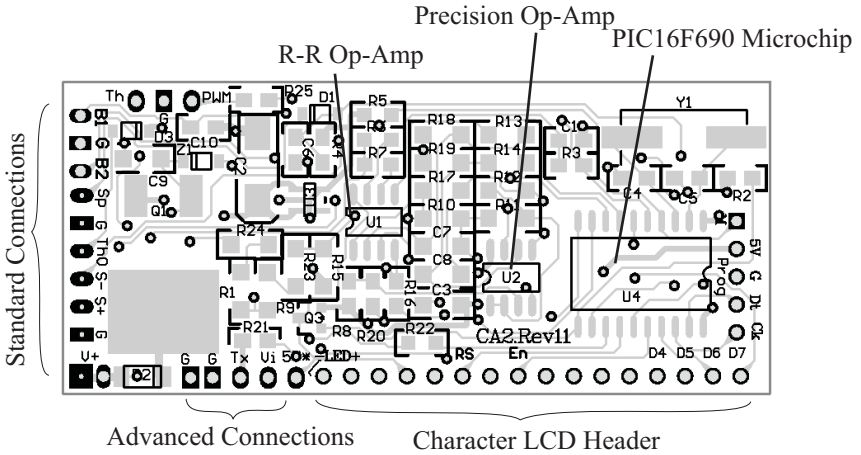 Precision Op-Amp
R-R Op-Amp
PIC16F690 Microchip
Th
G
PWM
R25
D1
R5
Y1
B1
D3
C10
R18
R13
C1
G
Z1
C6
R7
R19
R14
R3
B2
C9
C2
R17
R12
C4
C5
R2
Sp
Q1
R10
R11
G
U1
C7
R24
Th0
C8
U2
5V
S-
R23
R15
G
prog
U4
S+
R1
R9
R16
C3
Dt
G
R21
Q3
R8
R20
R22
CA2.Rev11
Ck
V+
D2
G
G
Tx
Vi
50*
-LED+
RS
En
D4
D5
D6
D7
Standard Connections
Advanced Connections
Character LCD Header